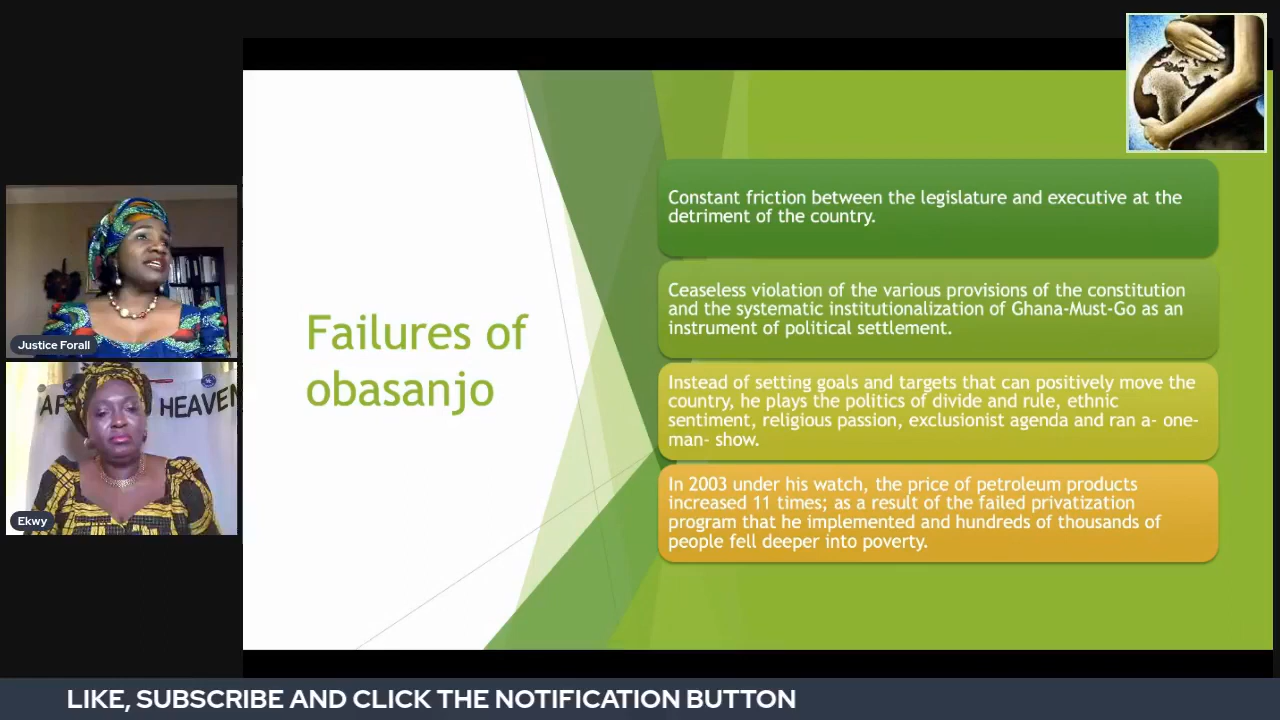 Failures of
obasanjo
Constant friction between the legislature and executive at the
detriment of the country.
Ceaseless violation of the various provisions of the constitution
and the systematic institutionalization of Ghana-Must-Go as an
instrument of political settlement.
Instead of setting goals and targets that can positively move the
country, he plays the politics of divide and rule, ethnic
sentiment, religious passion, exclusionist agenda and ran a- one-
man- show.
In 2003 under his watch, the price of petroleum products
increased 11 times; as a result of the failed privatization
program that he implemented and hundreds of thousands of
people fell deeper into poverty.
Justice Forall
HEAVEN
Ekwy
LIKE, SUBSCRIBE AND CLICK THE NOTIFICATION BUTTON